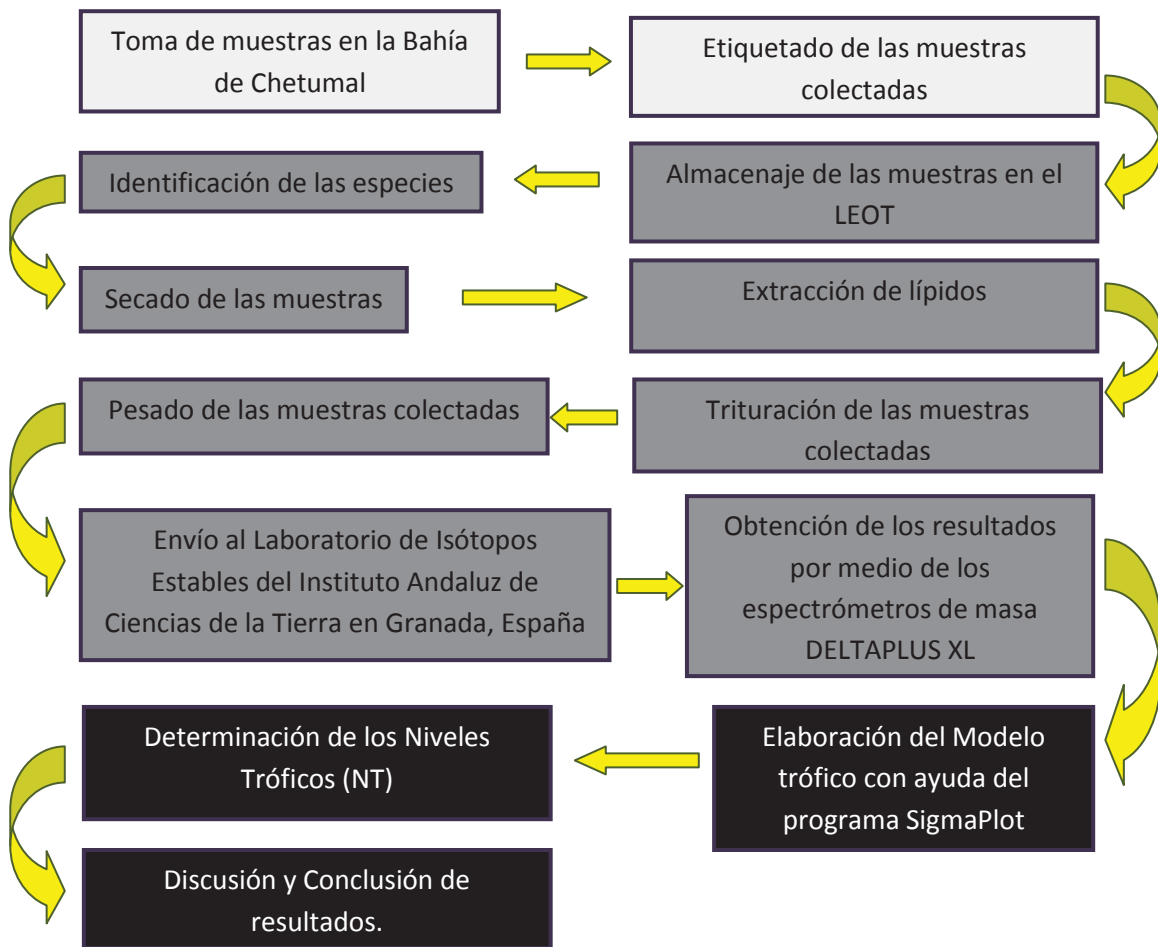 Toma de muestras en la Bahía
de Chetumal
Etiquetado de las muestras
colectadas
Almacenaje de las muestras en el
LEOT
Identificación de las especies
Secado de las muestras
Extracción de lípidos
Trituración de las muestras
colectadas
Pesado de las muestras colectadas
Envío al Laboratorio de Isótopos
Estables del Instituto Andaluz de
Ciencias de la Tierra en Granada, España
Obtención de los resultados
por medio de los
espectrómetros de masa
DELTAPLUS XL
Elaboración del Modelo
trófico con ayuda del
programa SigmaPlot
Determinación de los Niveles
Tróficos (NT)
Discusión y Conclusión de
resultados.